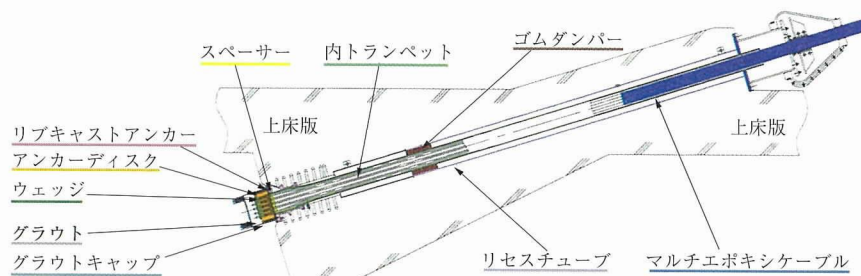 スペーサー
内トランペット
ゴムダンパー
上床版
上床版
リブキャストアンカー
アンカーディスク
ウェッジ
グラウト
グラウトキャップ
リセスチューブ
マルチエポキシケーブル